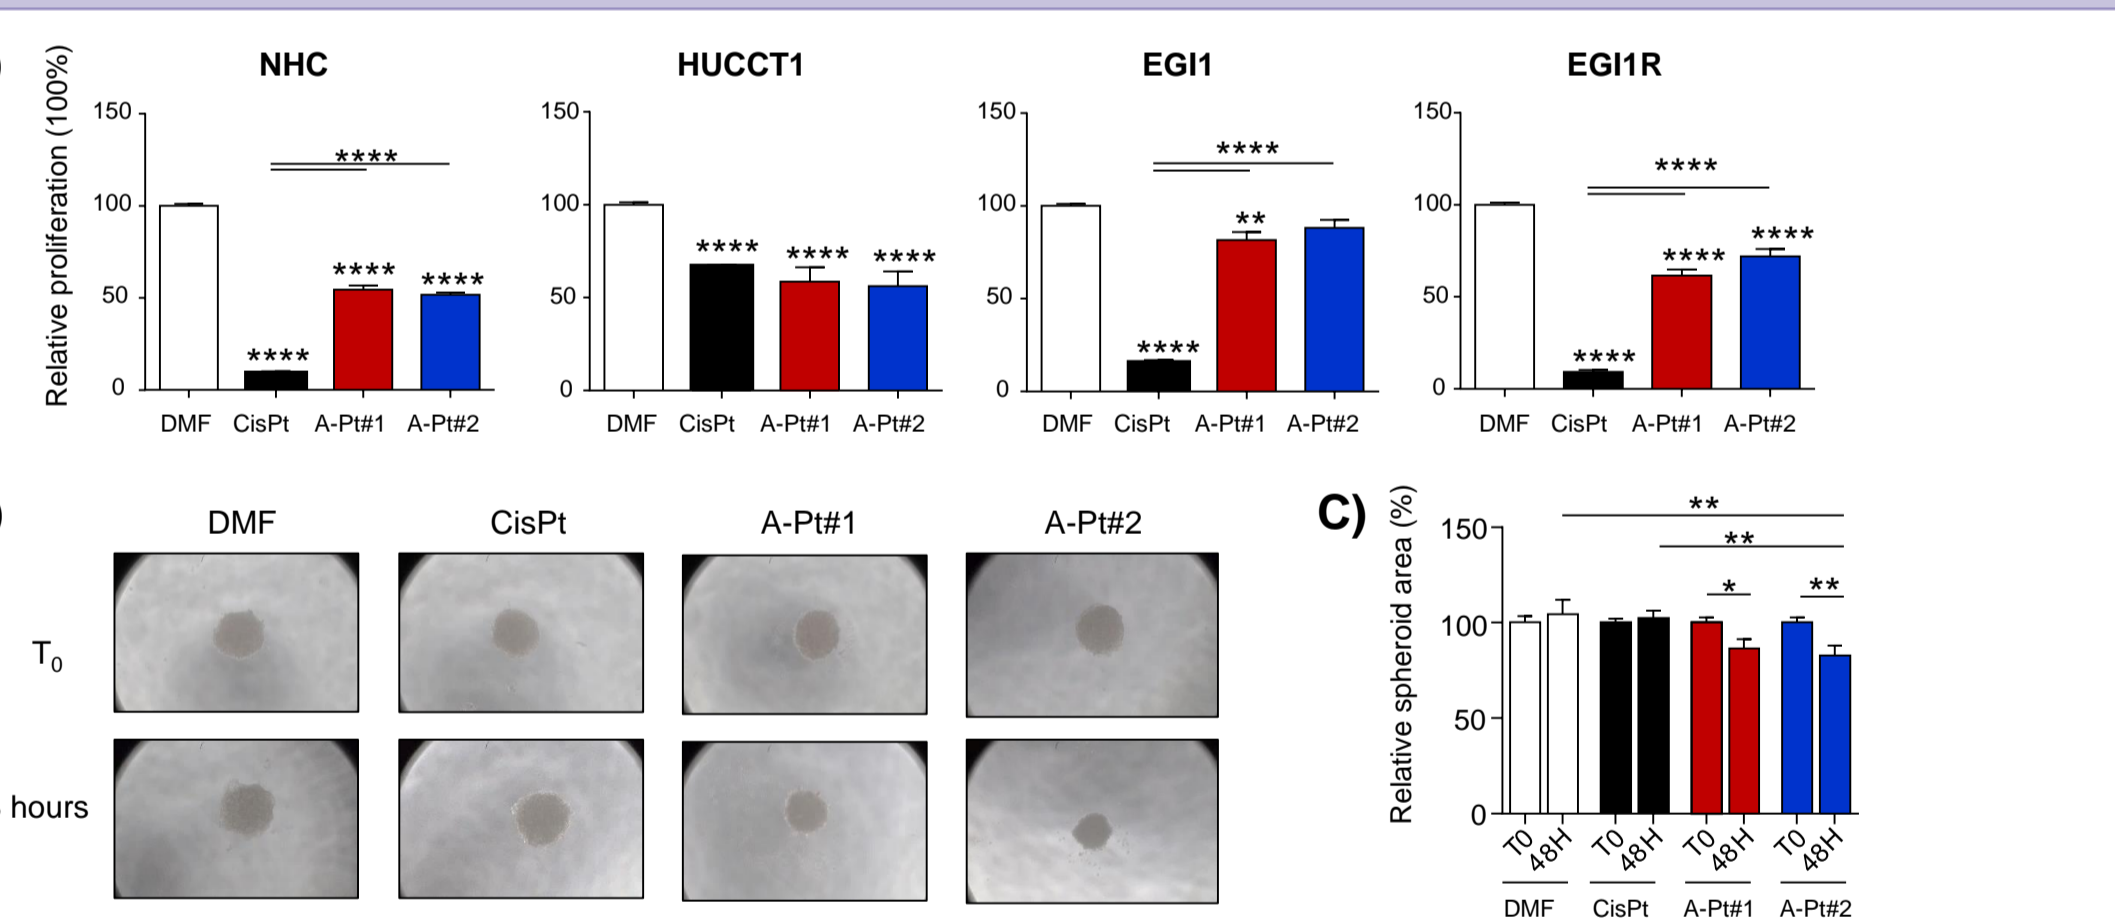 )
NHC
HUCCT1
EGI1
EGI1R
Relative proliferation (100%)
150
100
50
0
****
****
****
****
DMF CisPt A-Pt#1 A-Pt#2
150
100
50
0
****
****
****
DMF CisPt A-Pt#1 A-Pt#2
150
100
50
0
****
**
****
DMF CisPt A-Pt#1 A-Pt#2
150
100
50
0
****
****
****
****
DMF CisPt A-Pt#1 A-Pt#2
)
DMF CisPt A-Pt#1 A-Pt#2
T0
hours
C)
Relative spheroid area (%)
150
100
50
0
**
**
*
**
T0 48H T0 48H T0 48H T0 48H
DMF CisPt A-Pt#1 A-Pt#2